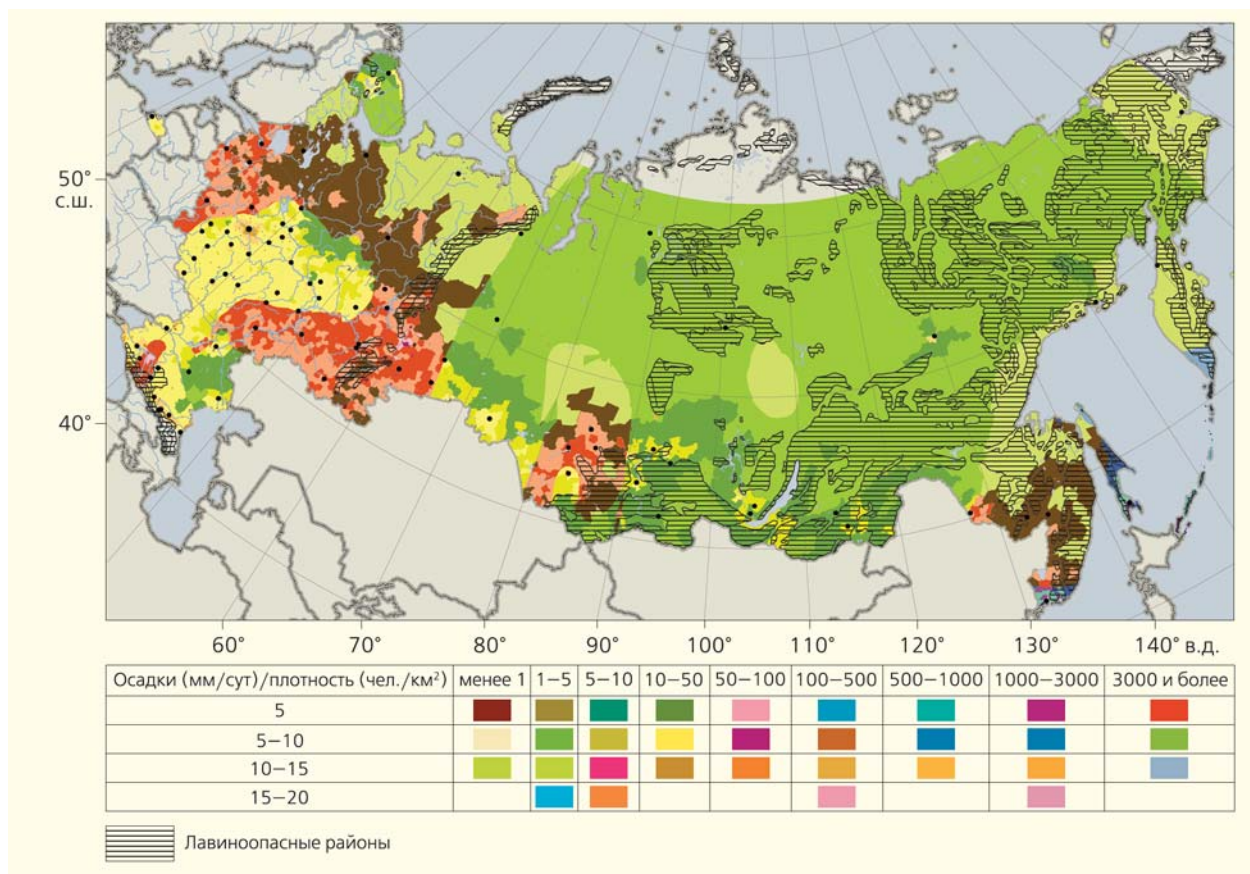 50°
с.ш.
40°
60° 70° 80° 90° 100° 110° 120° 130° 140° в.д.
Осадки (мм/сут)/плотность (чел./км²) менее 1 1–5 5–10 10–50 50–100 100–500 500–1000 1000–3000 3000 и более
5
5–10
10–15
15–20
Лавиноопасные районы